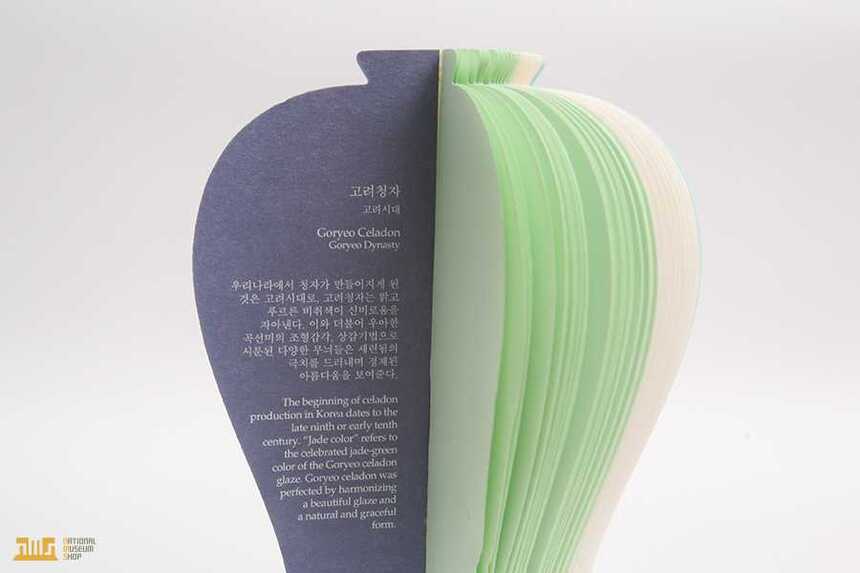 고려청자
고려시대
Goryeo Celadon
Goryeo Dynasty
우리나라에서 청자가 만들어지게 된
것은 고려시대로, 고려청자는 맑고
푸르른 비취색이 신비로움을
자아낸다. 이와 더불어 우아한
곡선미의 조형감각, 상감기법으로
시문된 다양한 무늬들은 세련됨의
극치를 드러내며 절제된
아름다움을 보여준다.
The beginning of celadon
production in Korea dates to the
late ninth or early tenth
century. “Jade color” refers to
the celebrated jade-green
color of the Goryeo celadon
glaze. Goryeo celadon was
perfected by harmonizing
a beautiful glaze and
a natural and graceful
form.
NATIONAL
MUSEUM
SHOP